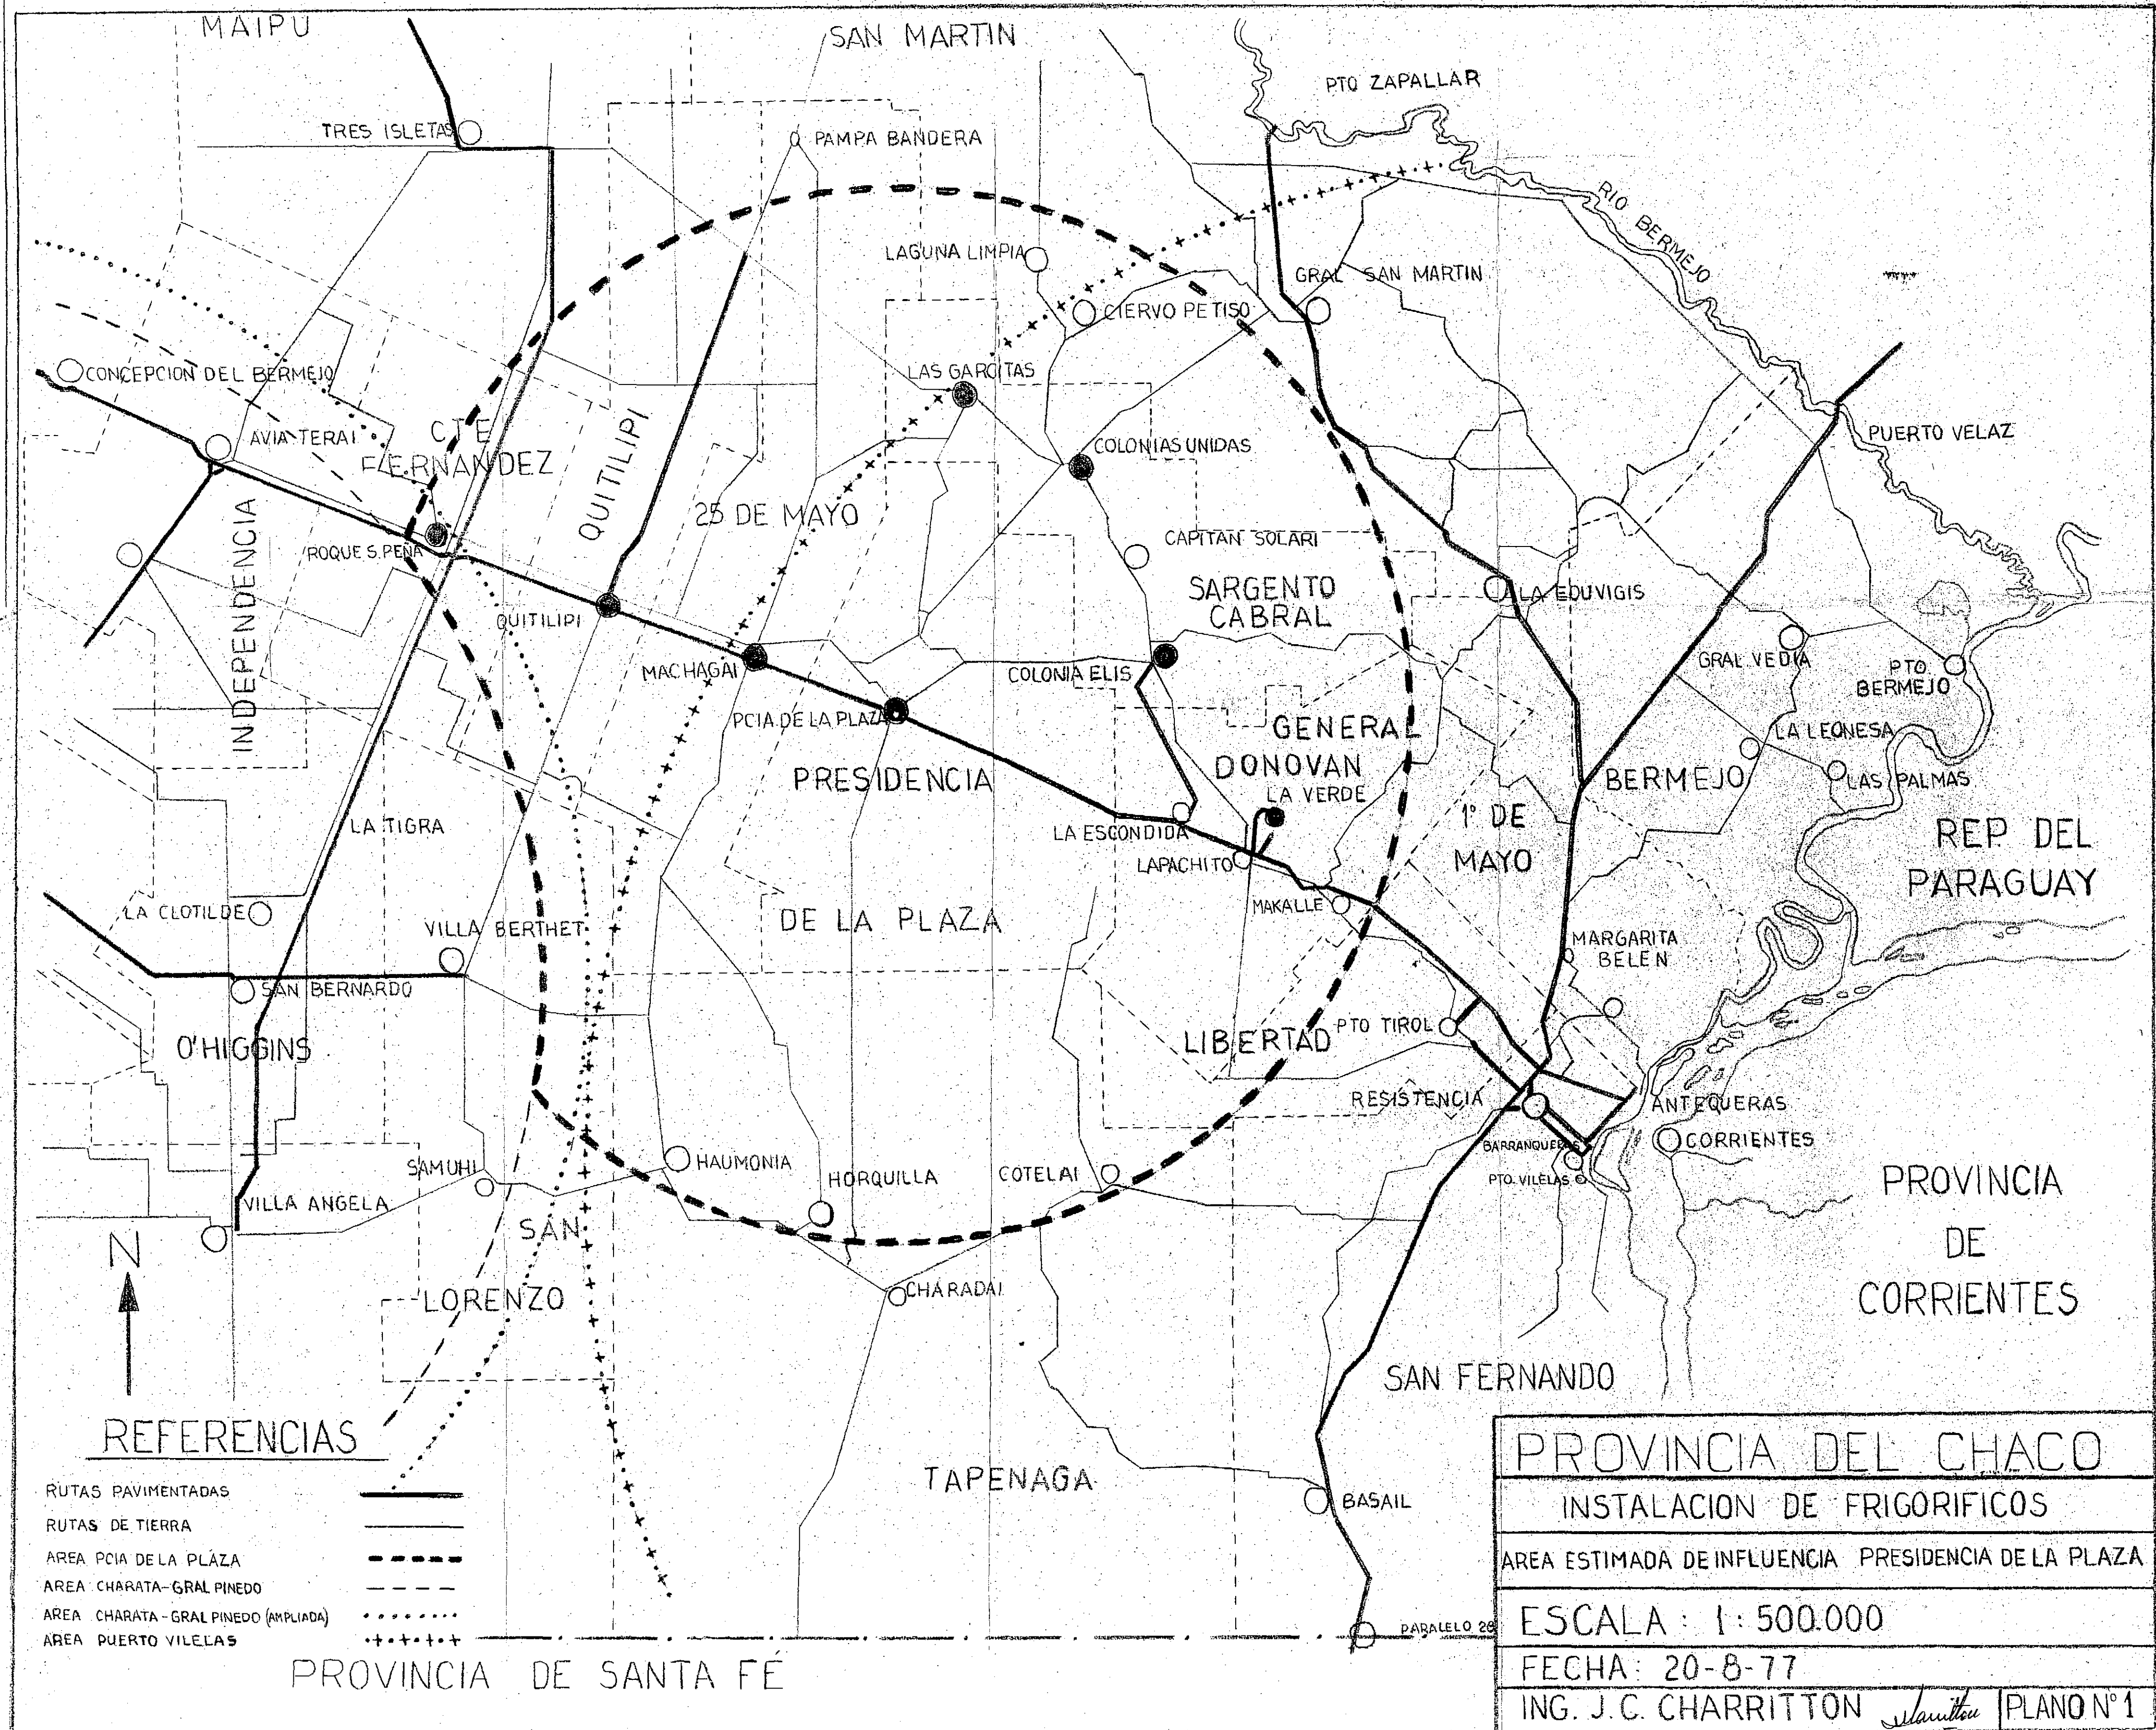 MAIPU
SAN MARTIN
PTO ZAPALLAR
TRES ISLETAS
PAMPA BANDERA
RIO BERMEJO
LAGUNA LIMPIA
GRAL SAN MARTIN
CIERVO PETISO
CONCEPCION DEL BERMEJO
LAS GARCITAS
AVIA TERAI
CTE
FERNANDEZ
QUITILIPI
COLONIAS UNIDAS
PUERTO VELAZ
25 DE MAYO
INDEPENDENCIA
ROQUE S. PEÑA
CAPITAN SOLARI
SARGENTO
CABRAL
LA EDUVIGIS
QUITILIPI
MACHAGAI
COLONIA ELIS
GRAL VEDIA
PTO
BERMEJO
PCIA DE LA PLAZA
GENERAL
DONOVAN
LA VERDE
LA LEONESA
PRESIDENCIA
BERMEJO
LAS PALMAS
LA TIGRA
LA ESCONDIDA
LAPACHITO
1° DE
MAYO
REP DEL
PARAGUAY
LA CLOTILDE
VILLA BERTHET
DE LA PLAZA
MAKALLE
MARGARITA
BELEN
SAN BERNARDO
O'HIGGINS
LIBERTAD
PTO TIROL
RESISTENCIA
ANTEQUERAS
BARRANQUERAS
CORRIENTES
PTO. VILELAS
SAMUHI
HAUMONIA
HORQUILLA
COTELAI
VILLA ANGELA
SAN
LORENZO
CHARADAI
PROVINCIA
DE
CORRIENTES
N
SAN FERNANDO
TAPENAGA
BASAIL
PARALELO 28
PROVINCIA DE SANTA FÉ
REFERENCIAS
RUTAS PAVIMENTADAS
RUTAS DE TIERRA
AREA PCIA DE LA PLAZA
AREA CHARATA-GRAL PINEDO
AREA CHARATA-GRAL PINEDO (AMPLIADA)
AREA PUERTO VILELAS
PROVINCIA DEL CHACO
INSTALACION DE FRIGORIFICOS
AREA ESTIMADA DE INFLUENCIA PRESIDENCIA DE LA PLAZA
ESCALA: 1:500.000
FECHA: 20-8-77
ING. J.C. CHARRITTON
PLANO N° 1